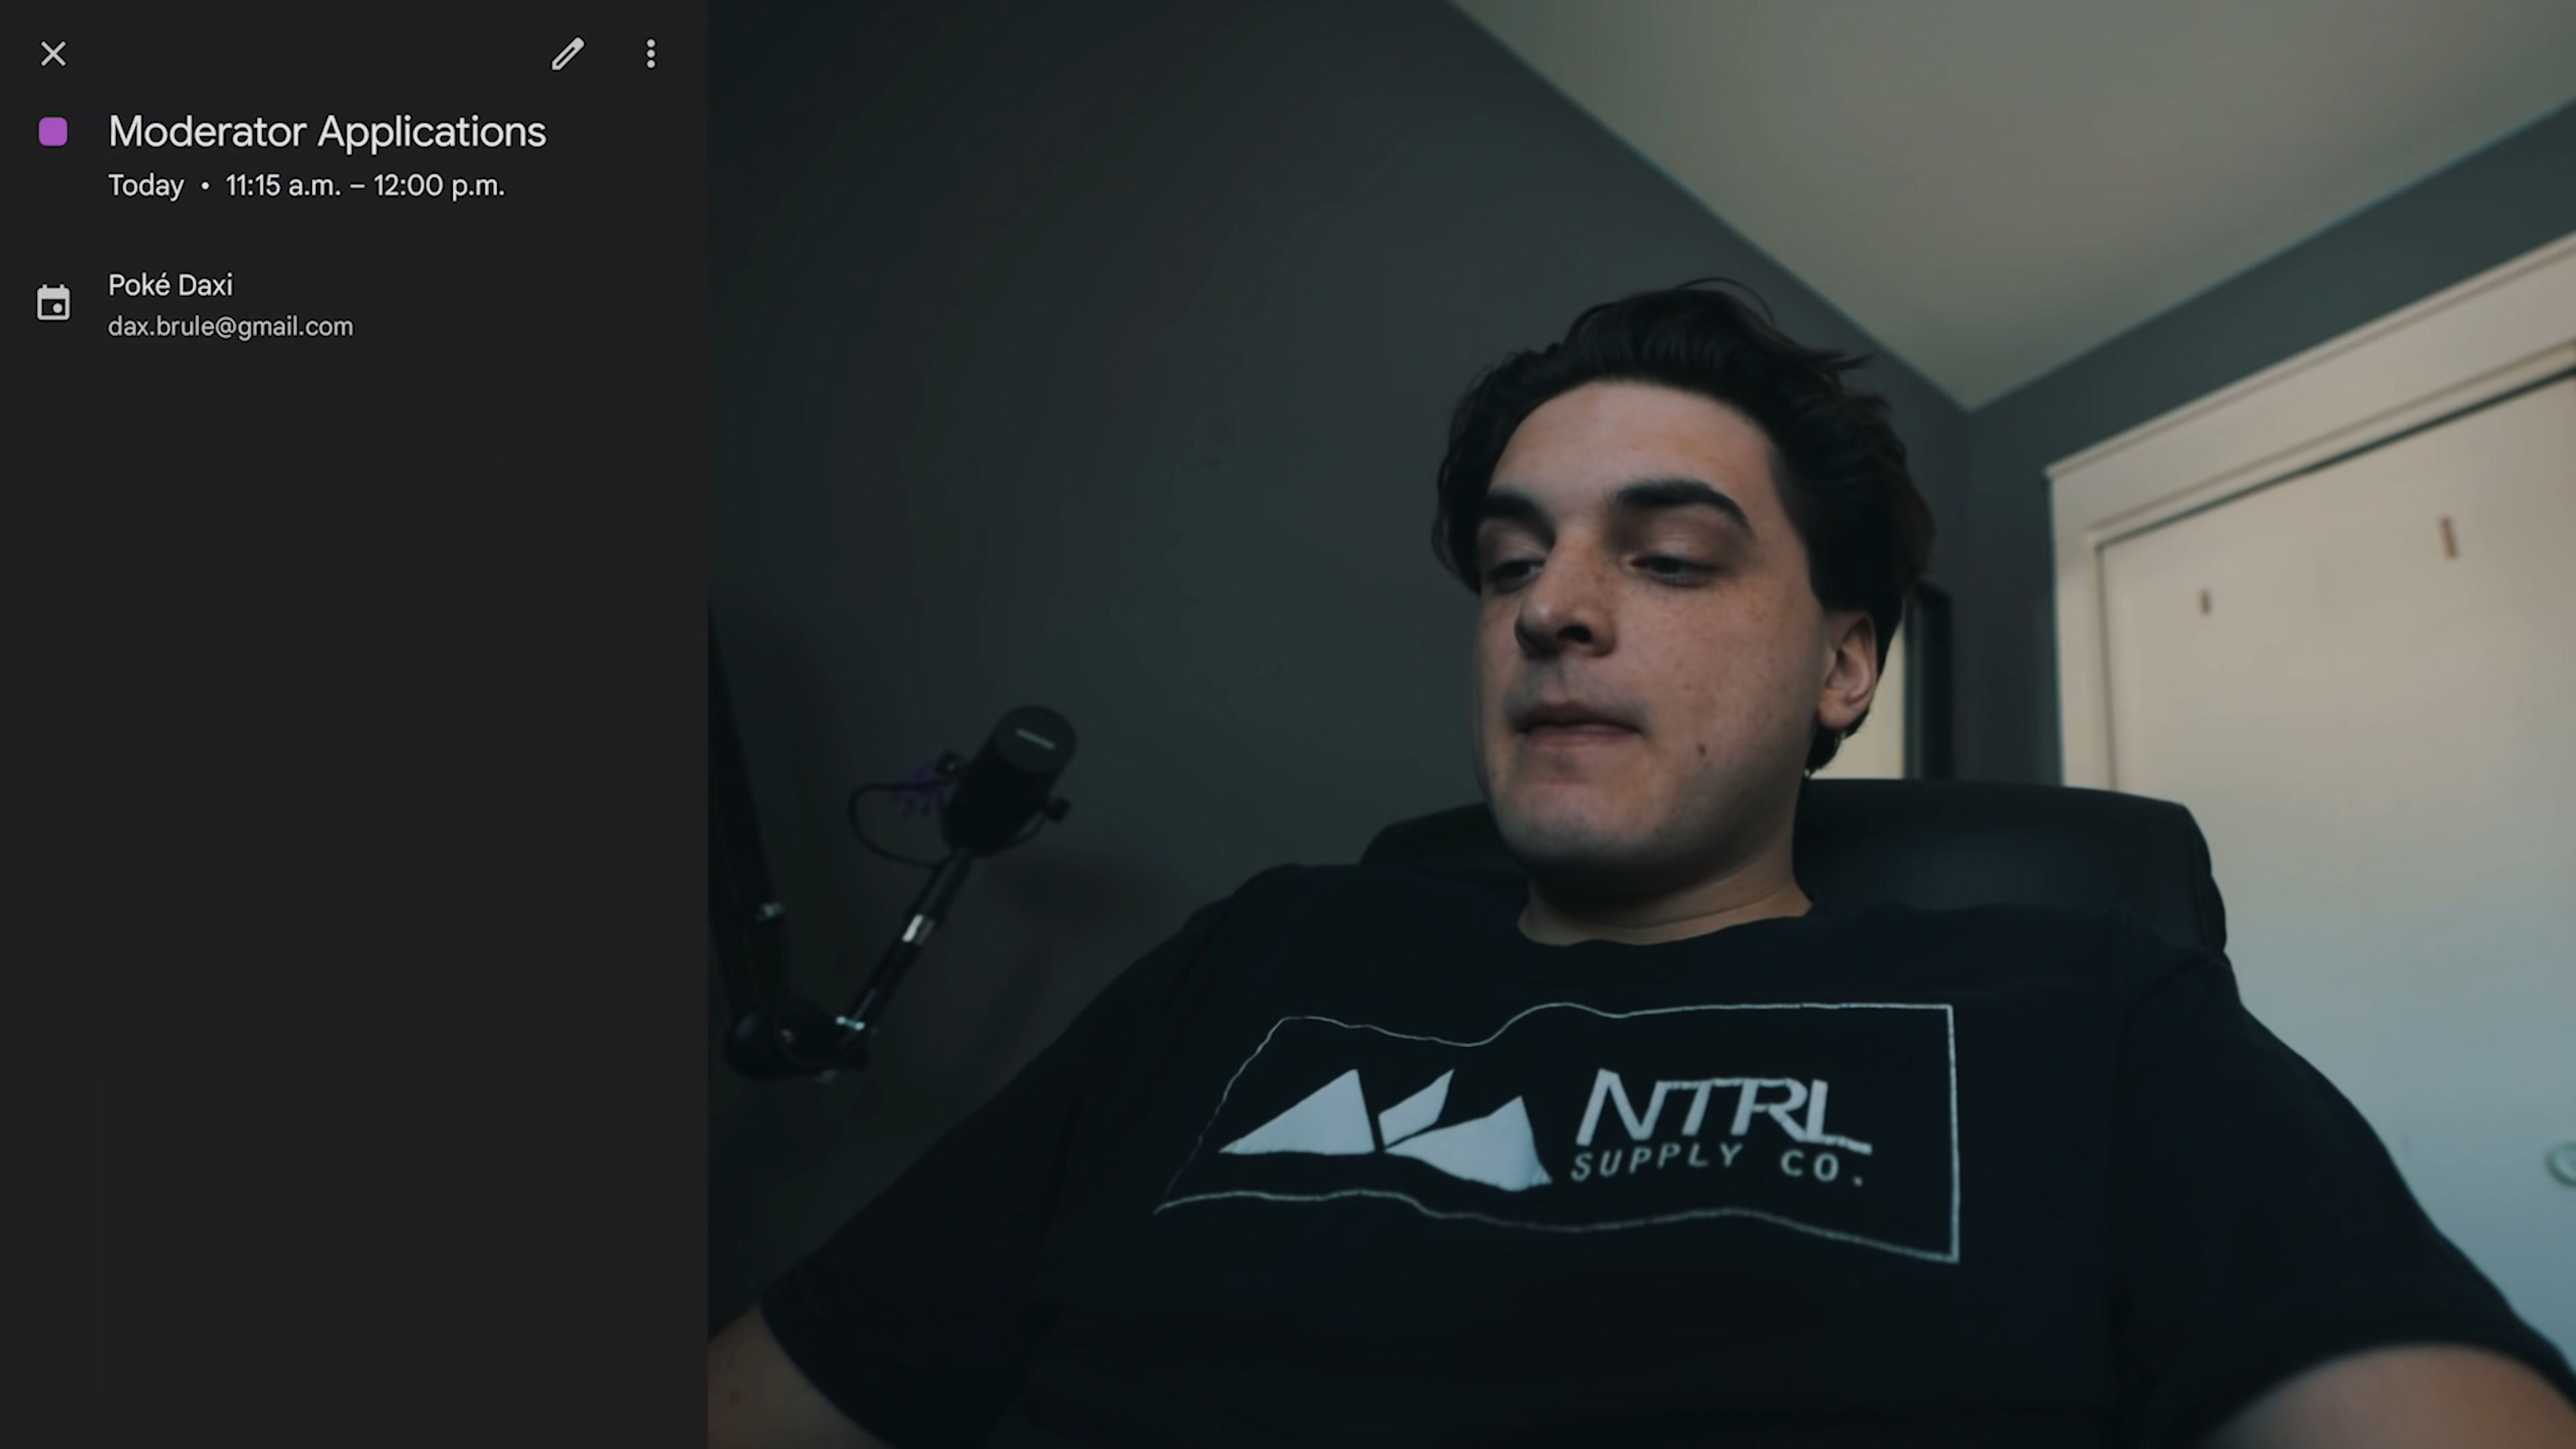 Moderator Applications
Today • 11:15 a.m. – 12:00 p.m.
Poké Daxi
dax.brule@gmail.com
NTRL
SUPPLY CO.